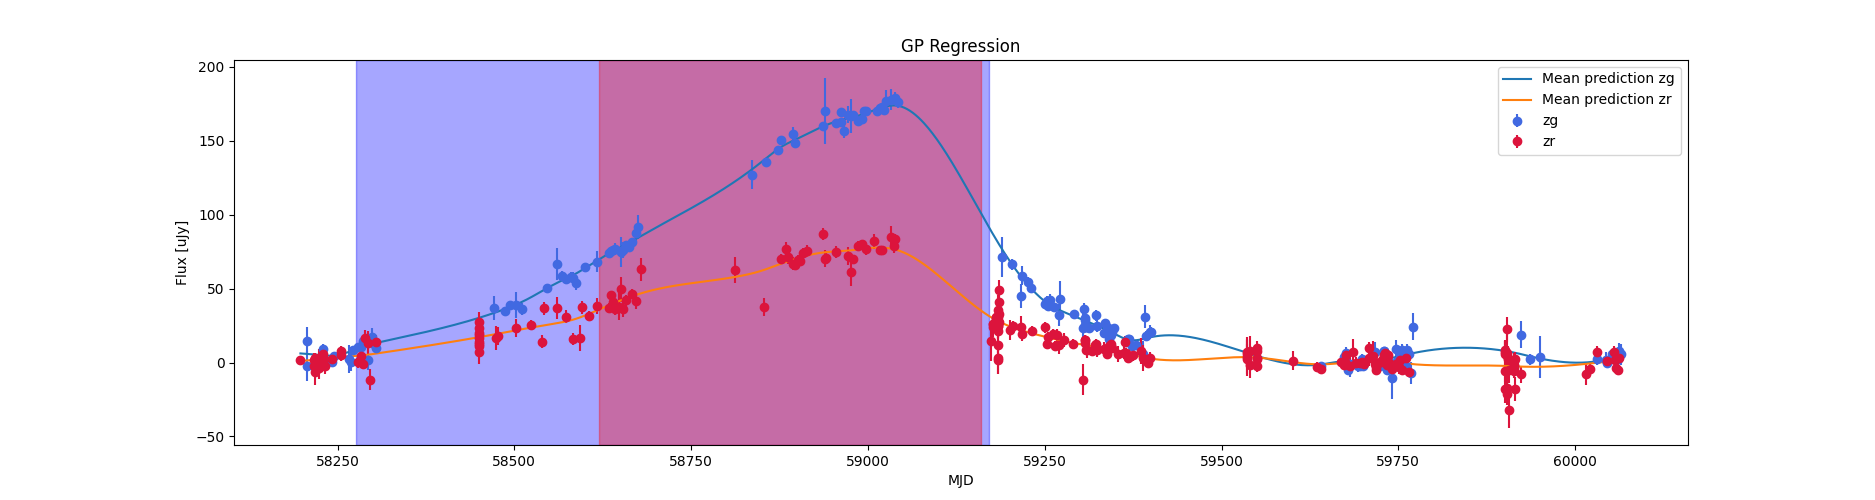 GP Regression
200
150
100
50
0
−50
Flux [uJy]
58250
58500
58750
59000
59250
59500
59750
60000
MJD
Mean prediction zg
Mean prediction zr
zg
zr